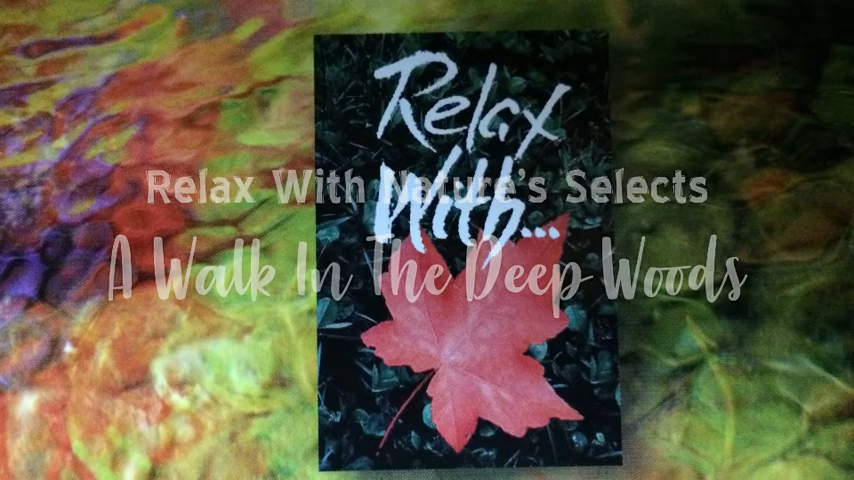 Relax
With...
Relax With Nature's Selects
A Walk In The Deep Woods